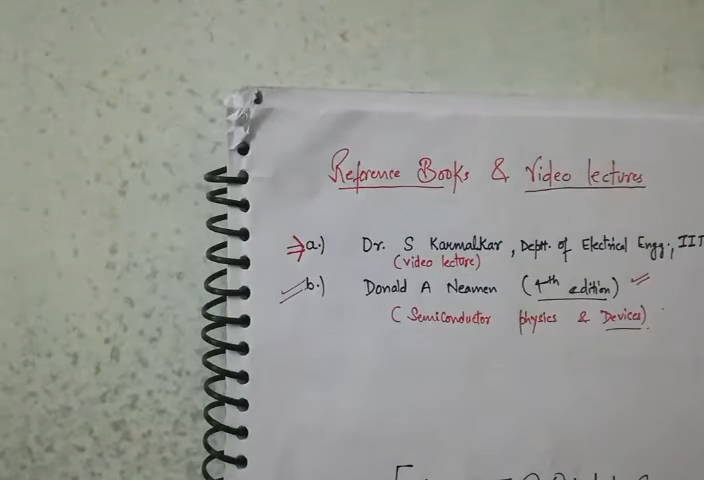 Reference Books & Video lectures
a.) Dr. S Karmalkar, Deptt. of Electrical Engg., IIT
(video lecture)
b.) Donald A Neamen (4th edition)
(Semiconductor physics & Devices)